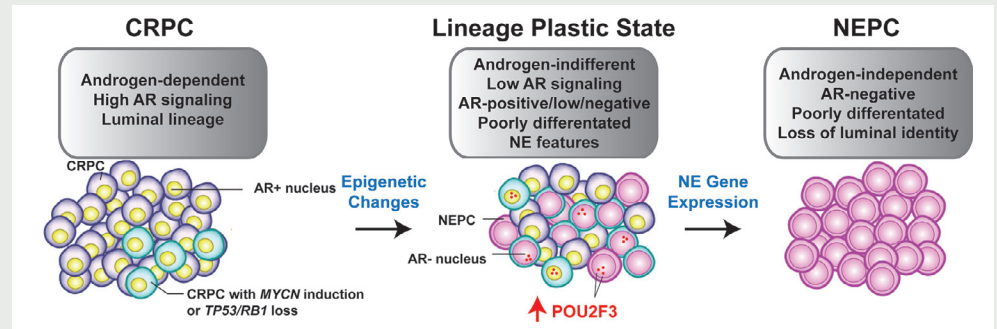 CRPC
Lineage Plastic State
NEPC
Androgen-dependent
High AR signaling
Luminal lineage
Androgen-indifferent
Low AR signaling
AR-positive/low/negative
Poorly differentated
NE features
Androgen-independent
AR-negative
Poorly differentated
Loss of luminal identity
CRPC
AR+ nucleus
Epigenetic
Changes
NEPC
AR- nucleus
NE Gene
Expression
CRPC with MYCN induction
or TP53/RB1 loss
POU2F3